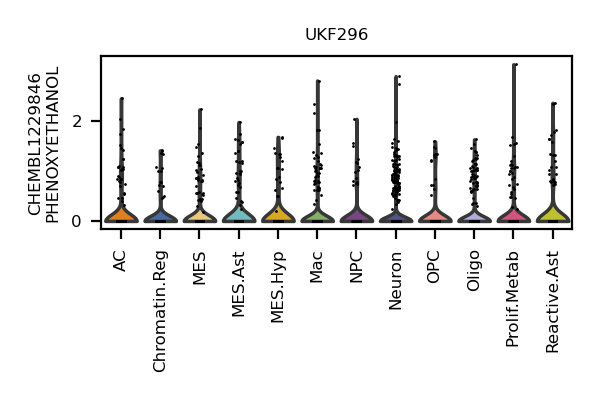 UKF296
CHEMBL1229846
PHENOXYETHANOL
2
0
AC
Chromatin.Reg
MES
MES.Ast
MES.Hyp
Mac
NPC
Neuron
OPC
Oligo
Prolif.Metab
Reactive.Ast